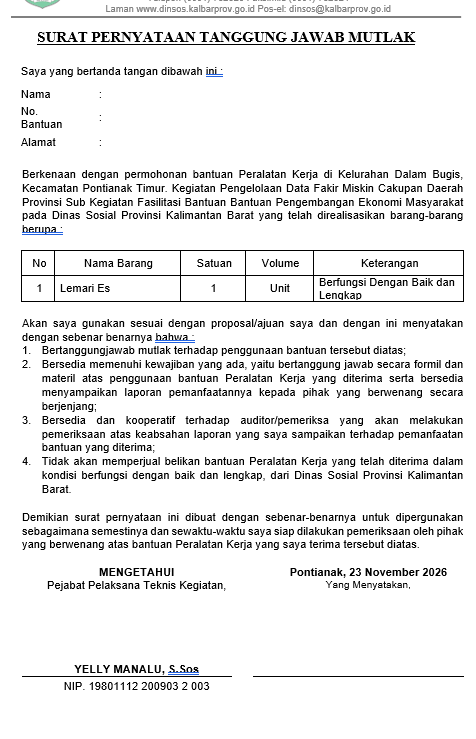 Laman www.dinsos.kalbarprov.go.id Pos-el: dinsos@kalbarprov.go.id
SURAT PERNYATAAN TANGGUNG JAWAB MUTLAK
Saya yang bertanda tangan dibawah ini :
Nama :
No. Bantuan :
Alamat :
Berkenaan dengan permohonan bantuan Peralatan Kerja di Kelurahan Dalam Bugis,
Kecamatan Pontianak Timur. Kegiatan Pengelolaan Data Fakir Miskin Cakupan Daerah
Provinsi Sub Kegiatan Fasilitasi Bantuan Bantuan Pengembangan Ekonomi Masyarakat
pada Dinas Sosial Provinsi Kalimantan Barat yang telah direalisasikan barang-barang
berupa :
No Nama Barang Satuan Volume Keterangan
1 Lemari Es 1 Unit Berfungsi Dengan Baik dan
Lengkap
Akan saya gunakan sesuai dengan proposal/ajuan saya dan dengan ini menyatakan
dengan sebenar benarnya bahwa :
1. Bertanggungjawab mutlak terhadap penggunaan bantuan tersebut diatas;
2. Bersedia memenuhi kewajiban yang ada, yaitu bertanggung jawab secara formil dan
materil atas penggunaan bantuan Peralatan Kerja yang diterima serta bersedia
menyampaikan laporan pemanfaatannya kepada pihak yang berwenang secara
berjenjang;
3. Bersedia dan kooperatif terhadap auditor/pemeriksa yang akan melakukan
pemeriksaan atas keabsahan laporan yang saya sampaikan terhadap pemanfaatan
bantuan yang diterima;
4. Tidak akan memperjual belikan bantuan Peralatan Kerja yang telah diterima dalam
kondisi berfungsi dengan baik dan lengkap, dari Dinas Sosial Provinsi Kalimantan
Barat.
Demikian surat pernyataan ini dibuat dengan sebenar-benarnya untuk dipergunakan
sebagaimana semestinya dan sewaktu-waktu saya siap dilakukan pemeriksaan oleh pihak
yang berwenang atas bantuan Peralatan Kerja yang saya terima tersebut diatas.
MENGETAHUI
Pejabat Pelaksana Teknis Kegiatan,
Pontianak, 23 November 2026
Yang Menyatakan,
YELLY MANALU, S.Sos
NIP. 19801112 200903 2 003